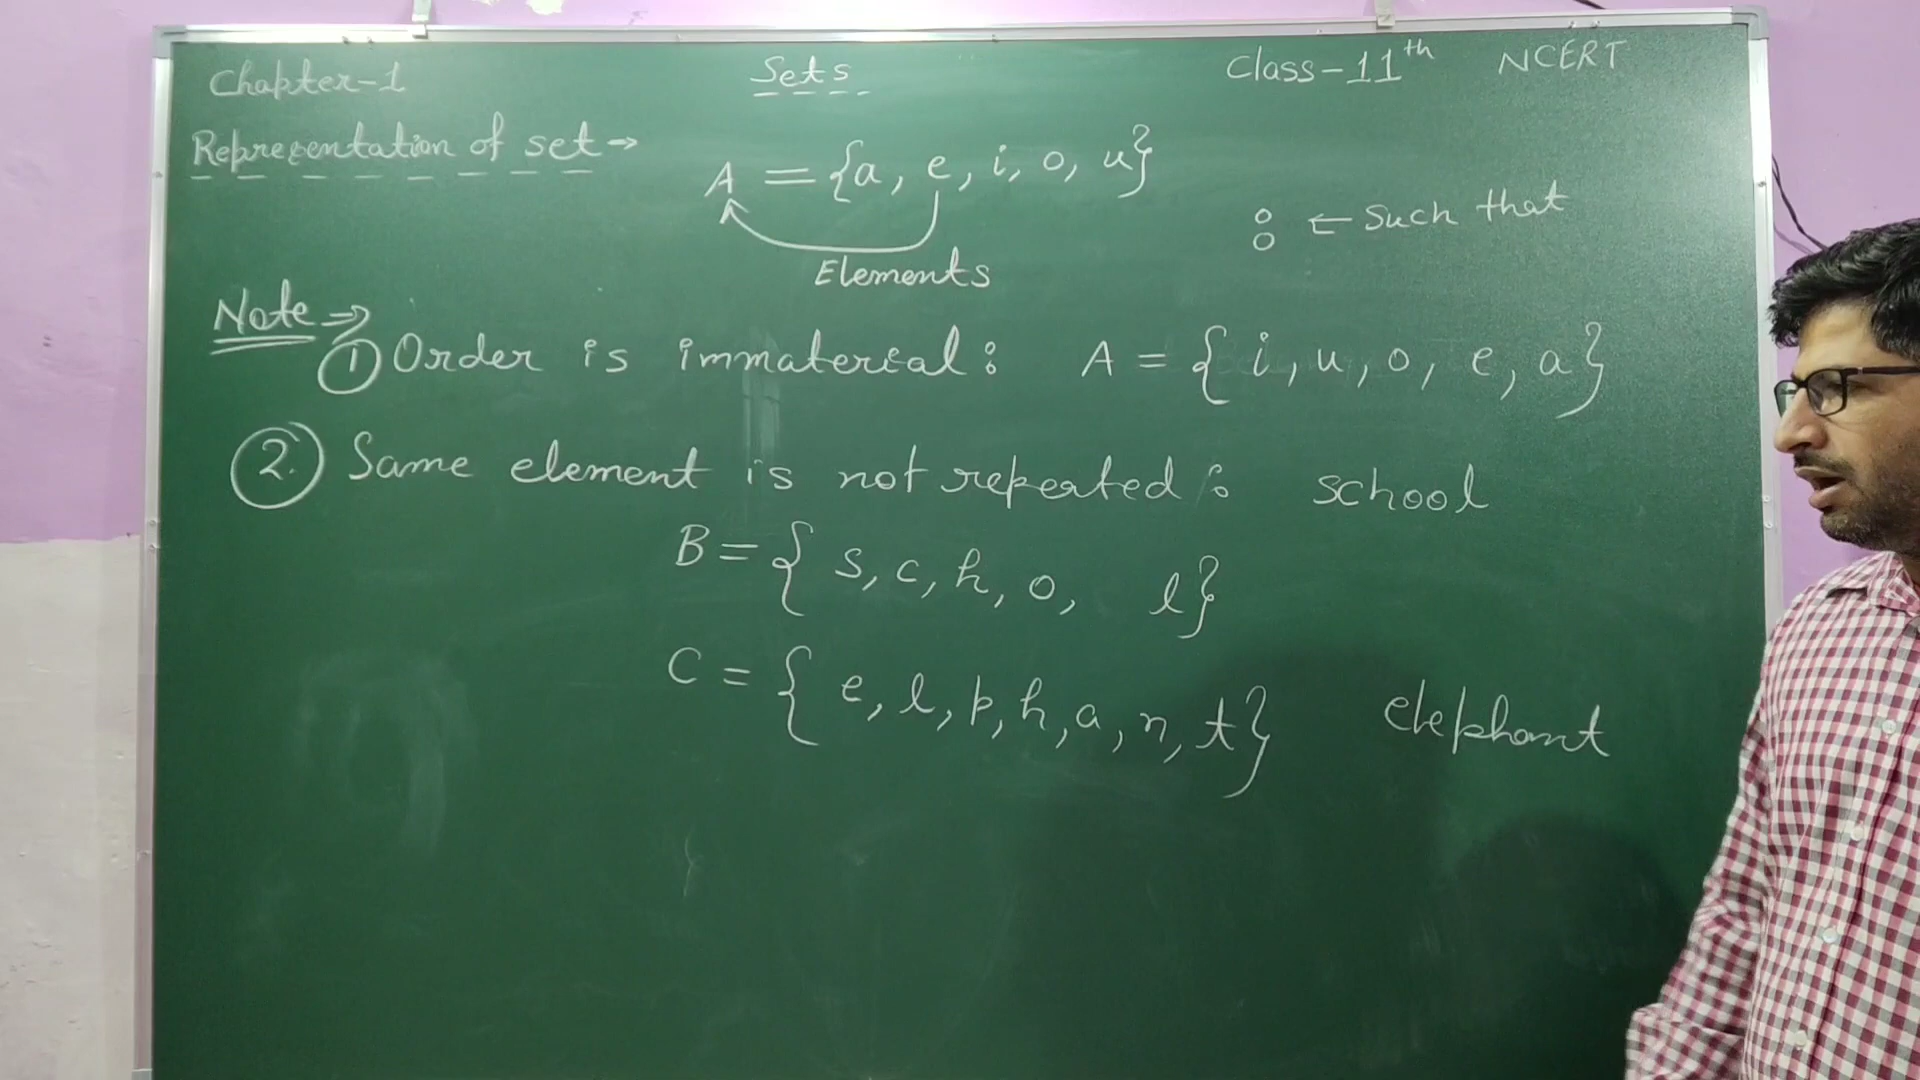 Chapter-1 Sets Class-11th NCERT
Representation of set→
A = {a, e, i, o, u}
: ← Such that
Elements
Note→
① Order is immaterial: A = { i, u, o, e, a}
②. Same element is not repeated: school
B = { s, c, h, o, l}
C = { e, l, p, h, a, n, t} elephant